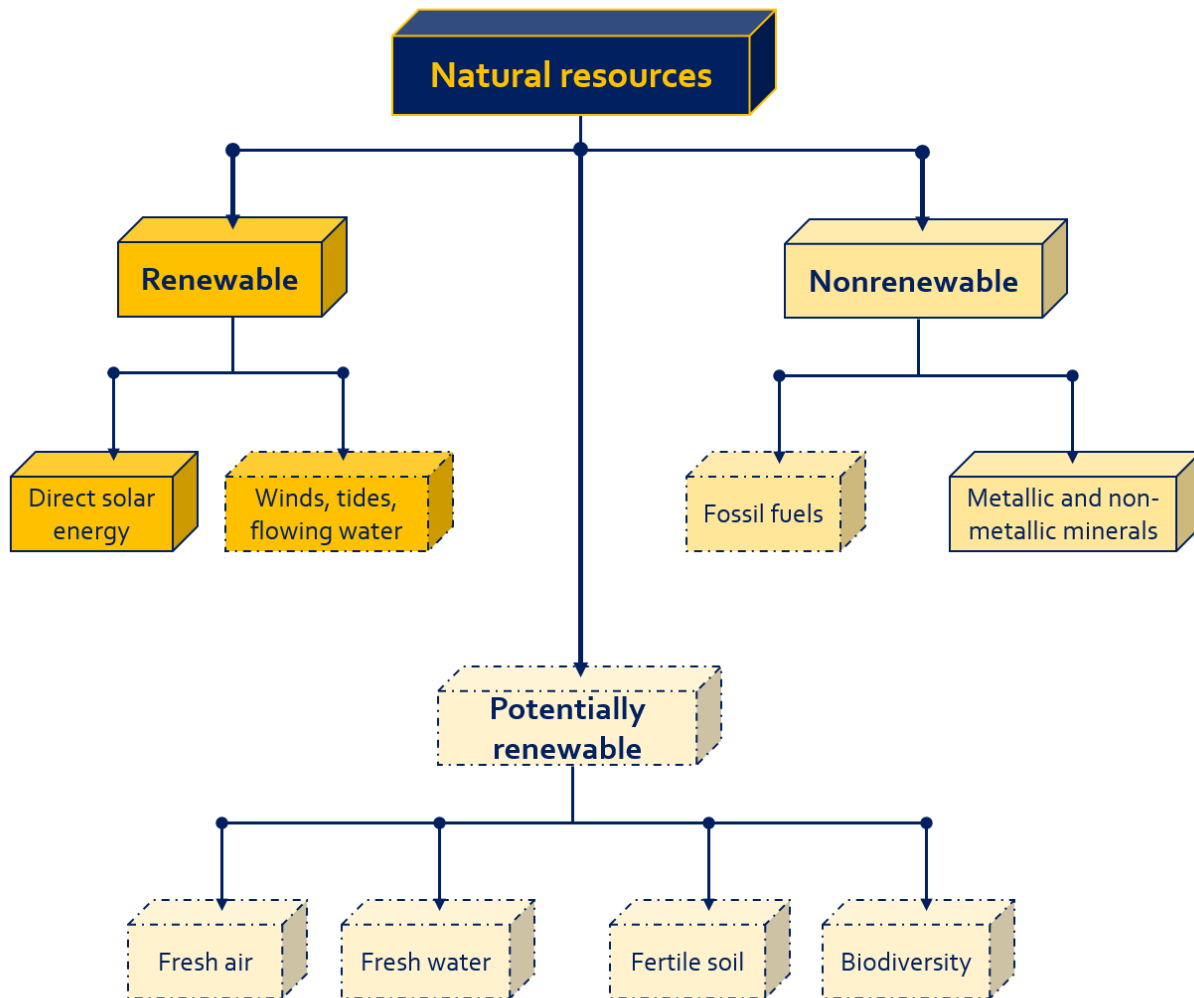 Natural resources
Renewable
Nonrenewable
Direct solar
energy
Winds, tides,
flowing water
Fossil fuels
Metallic and non-
metallic minerals
Potentially
renewable
Fresh air
Fresh water
Fertile soil
Biodiversity